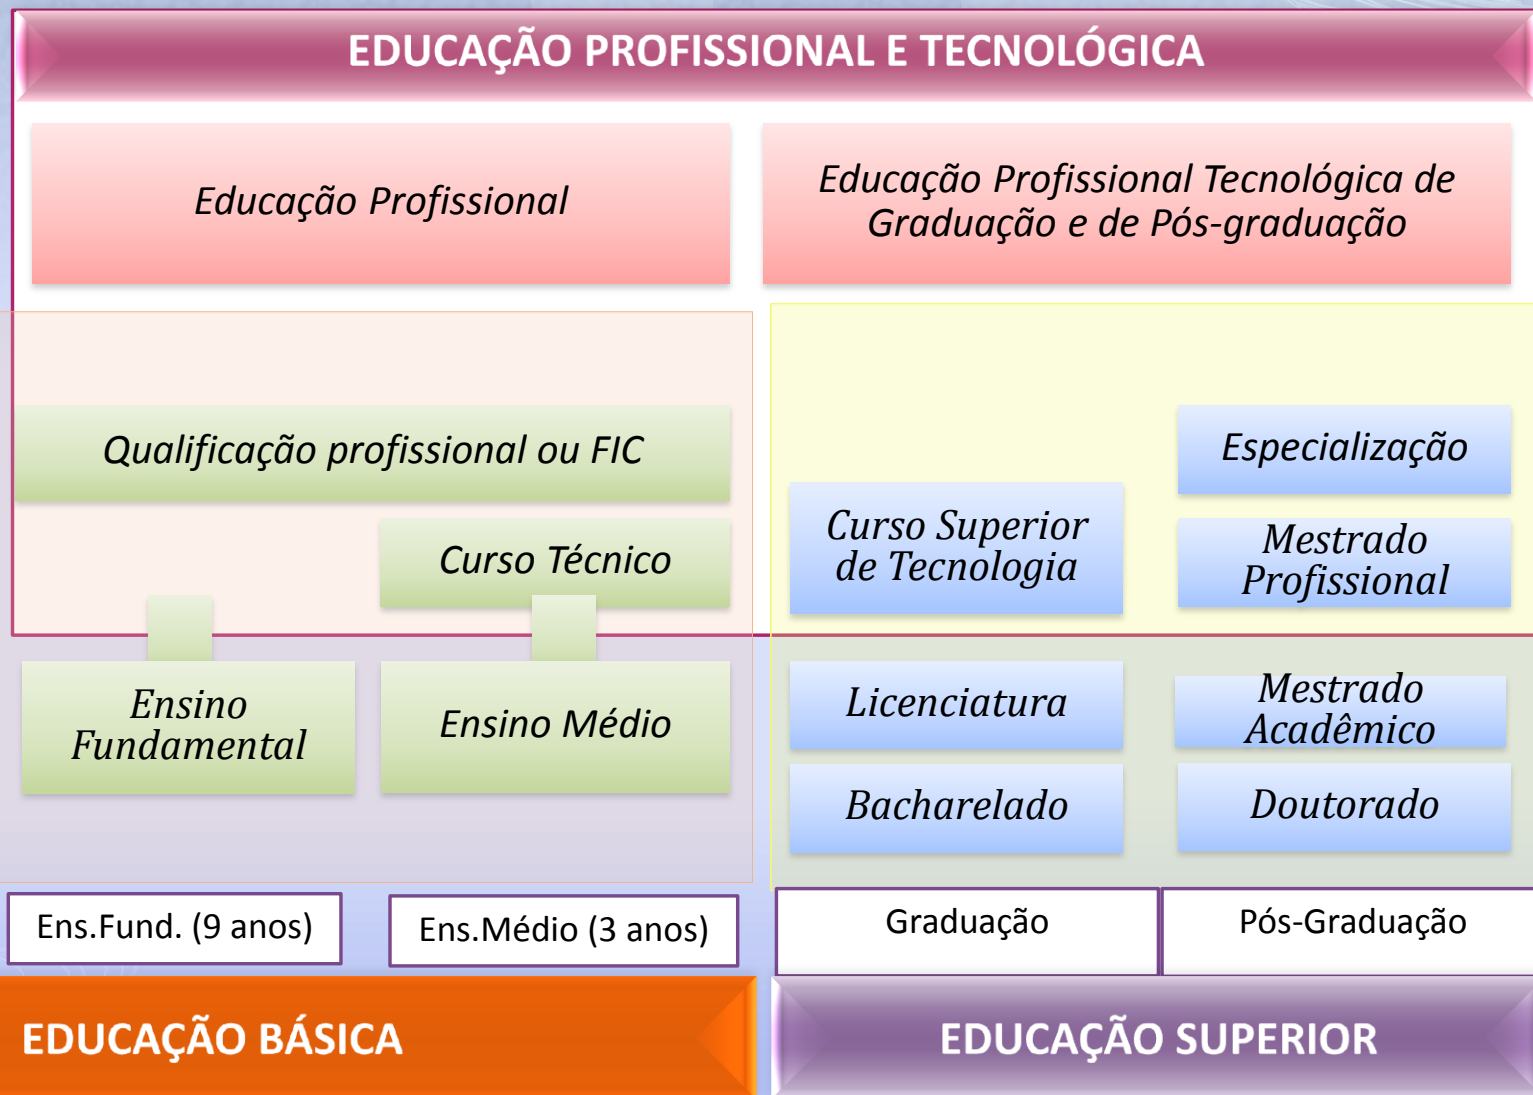 EDUCAÇÃO PROFISSIONAL E TECNOLÓGICA
Educação Profissional
Educação Profissional Tecnológica de
Graduação e de Pós-graduação
Qualificação profissional ou FIC
Curso Técnico
Ensino
Fundamental
Ensino Médio
Curso Superior
de Tecnologia
Especialização
Mestrado
Profissional
Licenciatura
Mestrado
Acadêmico
Bacharelado
Doutorado
Ens.Fund. (9 anos)
Ens.Médio (3 anos)
Graduação
Pós-Graduação
EDUCAÇÃO BÁSICA
EDUCAÇÃO SUPERIOR